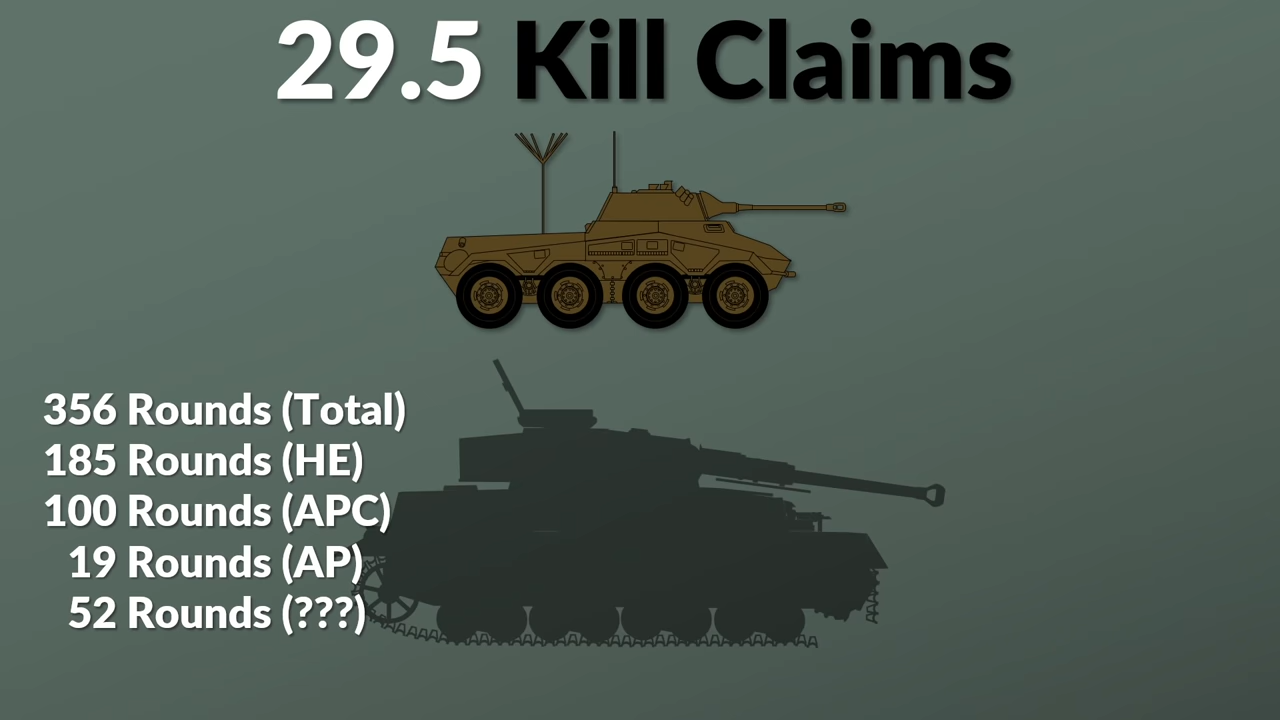 29.5 Kill Claims
356 Rounds (Total)
185 Rounds (HE)
100 Rounds (APC)
19 Rounds (AP)
52 Rounds (???)